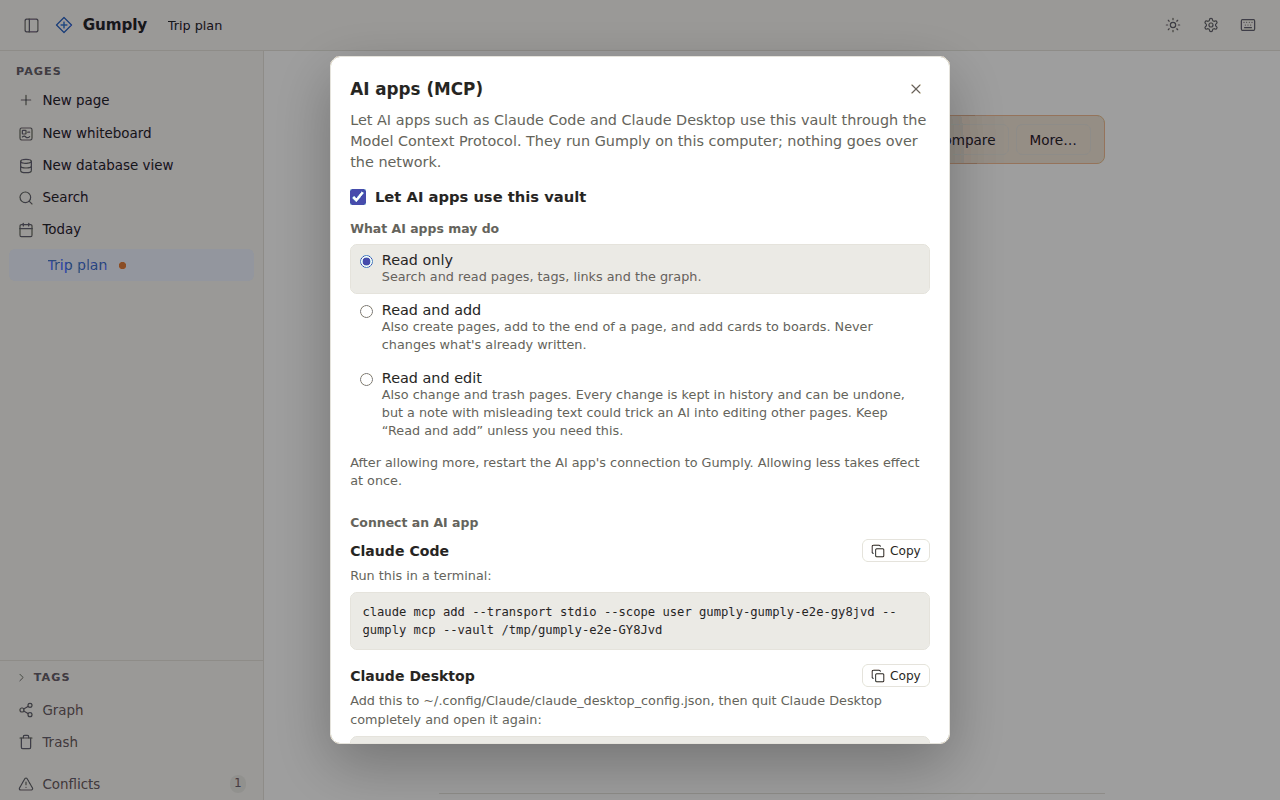 Gumply
Trip plan
PAGES
New page
New whiteboard
New database view
Search
Today
Trip plan
TAGS
Graph
Trash
Conflicts
1
More…
AI apps (MCP)
Let AI apps such as Claude Code and Claude Desktop use this vault through the
Model Context Protocol. They run Gumply on this computer; nothing goes over
the network.
Let AI apps use this vault
What AI apps may do
Read only
Search and read pages, tags, links and the graph.
Read and add
Also create pages, add to the end of a page, and add cards to boards. Never
changes what's already written.
Read and edit
Also change and trash pages. Every change is kept in history and can be undone,
but a note with misleading text could trick an AI into editing other pages. Keep
“Read and add” unless you need this.
After allowing more, restart the AI app's connection to Gumply. Allowing less takes effect
at once.
Connect an AI app
Claude Code
Copy
Run this in a terminal:
claude mcp add --transport stdio --scope user gumply-gumply-e2e-gy8jvd --
gumply mcp --vault /tmp/gumply-e2e-GY8Jvd
Claude Desktop
Copy
Add this to ~/.config/Claude/claude_desktop_config.json, then quit Claude Desktop
completely and open it again: